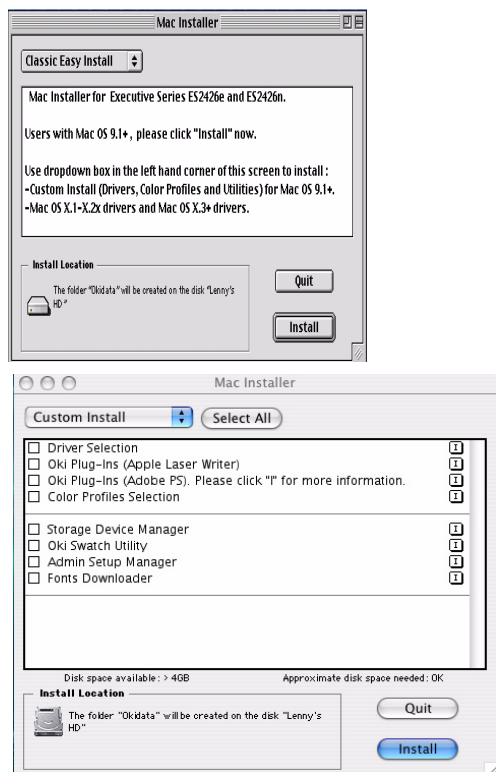 Mac Installer
Classic Easy Install
Mac Installer for Executive Series ES2426e and ES2426n.
Users with Mac OS 9.1+, please click "Install" now.
Use dropdown box in the left hand corner of this screen to install :
-Custom Install (Drivers, Color Profiles and Utilities) for Mac OS 9.1+.
-Mac OS X.1-X.2x drivers and Mac OS X.3+ drivers.
Install Location
The folder "Okidata" will be created on the disk "Lenny's
HD"
Quit
Install
Mac Installer
Custom Install
Select All
Driver Selection I
Oki Plug-Ins (Apple Laser Writer) I
Oki Plug-Ins (Adobe PS). Please click "I" for more information. I
Color Profiles Selection I
Storage Device Manager I
Oki Swatch Utility I
Admin Setup Manager I
Fonts Downloader I
Disk space available : > 4GB Approximate disk space needed: 0K
Install Location
The folder "Okidata" will be created on the disk "Lenny's
HD"
Quit
Install